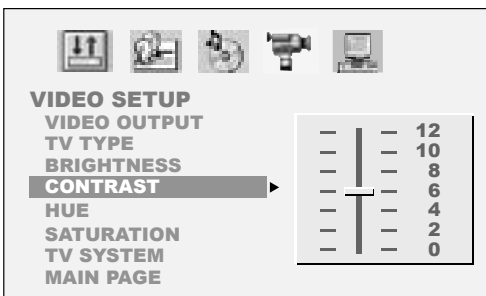 VIDEO SETUP
VIDEO OUTPUT
TV TYPE
BRIGHTNESS
CONTRAST
HUE
SATURATION
TV SYSTEM
MAIN PAGE
12
10
8
6
4
2
0